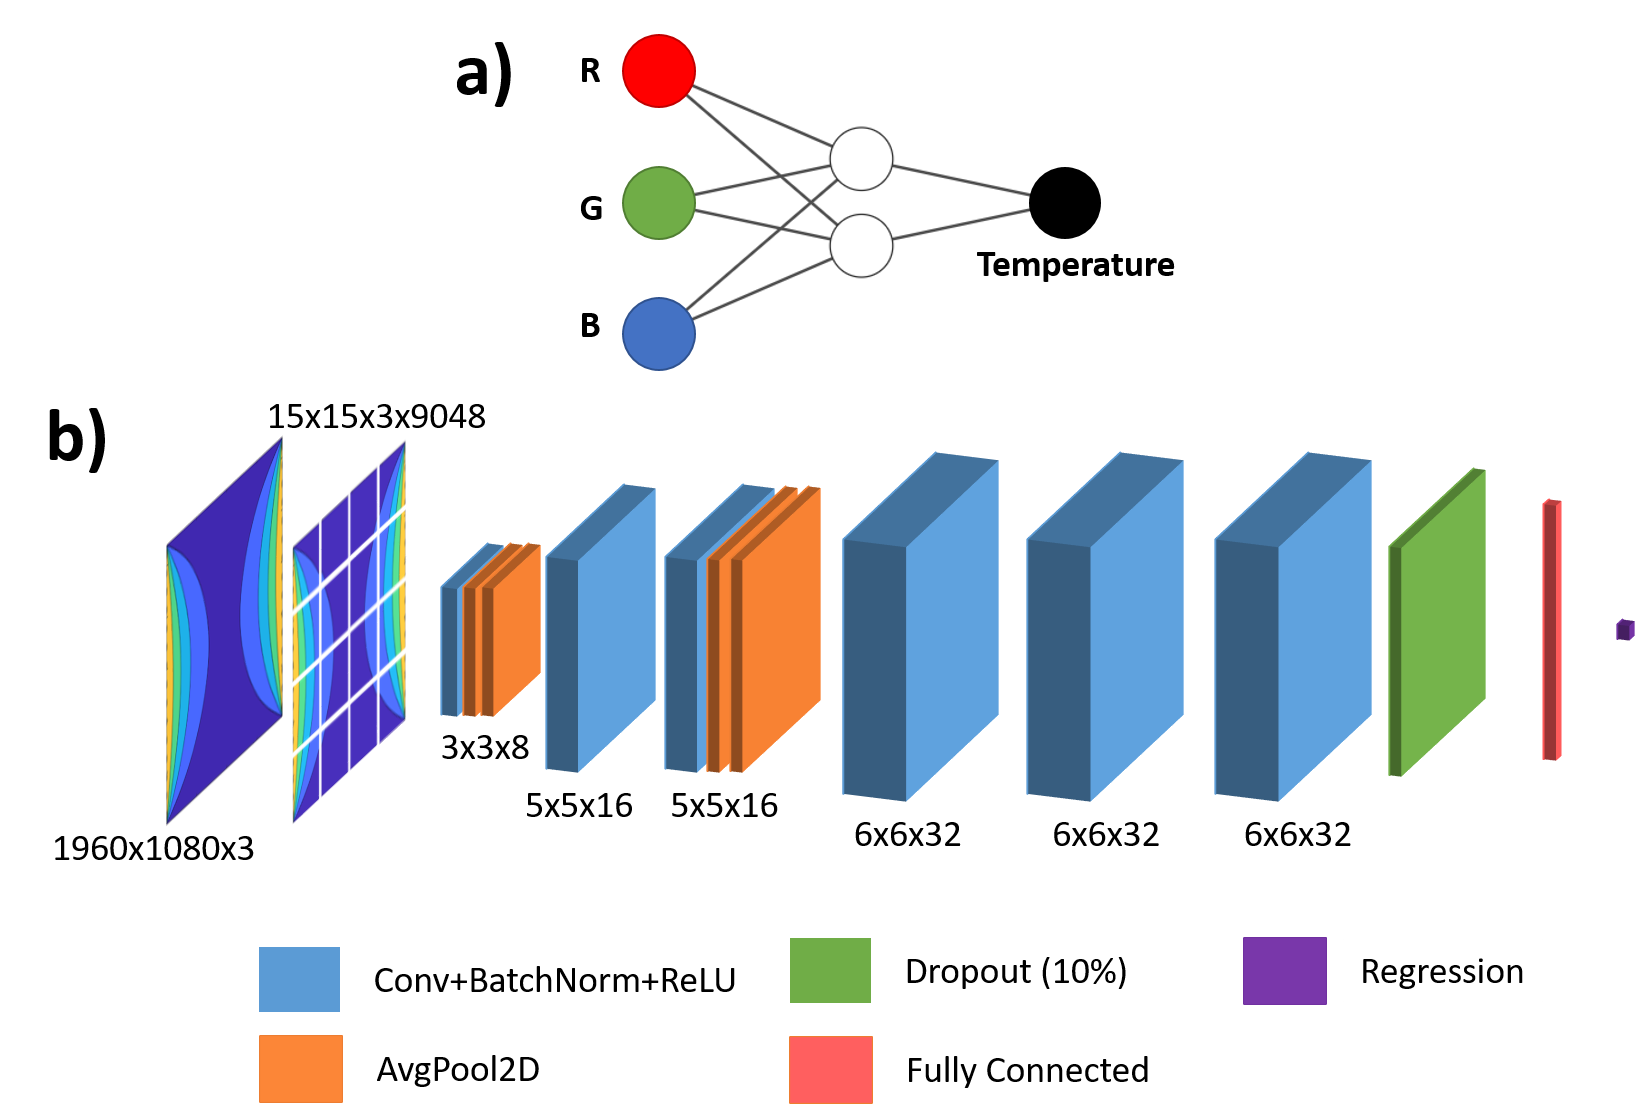 a)
R
G
B
Temperature
b)
15x15x3x9048
1960x1080x3
3x3x8
5x5x16
5x5x16
6x6x32
6x6x32
6x6x32
Conv+BatchNorm+ReLU
Dropout (10%)
Regression
AvgPool2D
Fully Connected